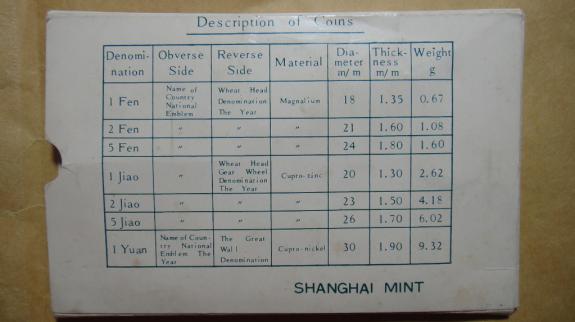 Description of Coins
Denomi- Obverse Reverse Material Dia- Thick- Weight
nation Side Side meter ness g
m/m m/m
1 Fen Name of Country National Emblem Wheat Head Denomination The Year Magnalium 18 1.35 0.67
2 Fen " " " 21 1.60 1.08
5 Fen " " " 24 1.80 1.60
1 Jiao " Wheat Head Gear Wheel Denomination The Year Cupro-zinc 20 1.30 2.62
2 Jiao " " " 23 1.50 4.18
5 Jiao " " " 26 1.70 6.02
1 Yuan Name of Coun-try National Emblem The Year The Great Wall Denomination Cupro-nickel 30 1.90 9.32
SHANGHAI MINT